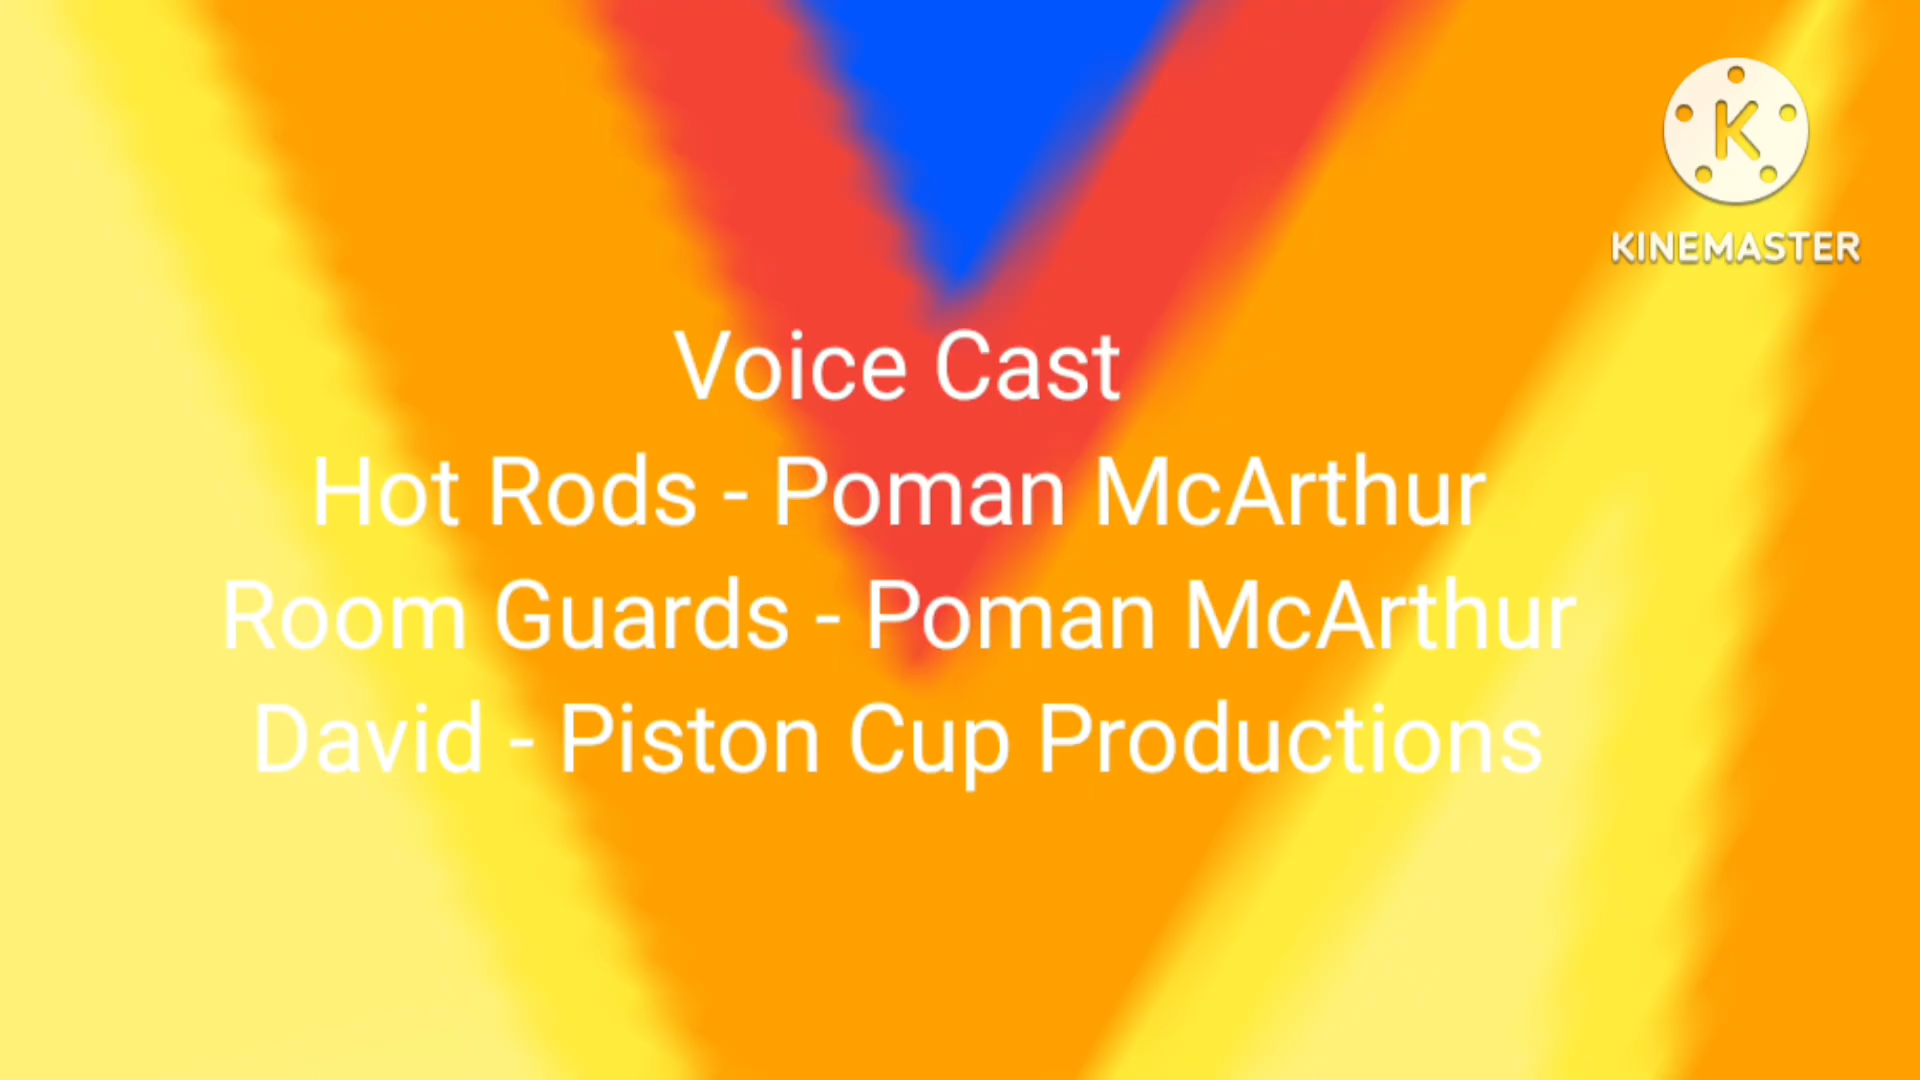 K
KINEMASTER
Voice Cast
Hot Rods - Poman McArthur
Room Guards - Poman McArthur
David - Piston Cup Productions